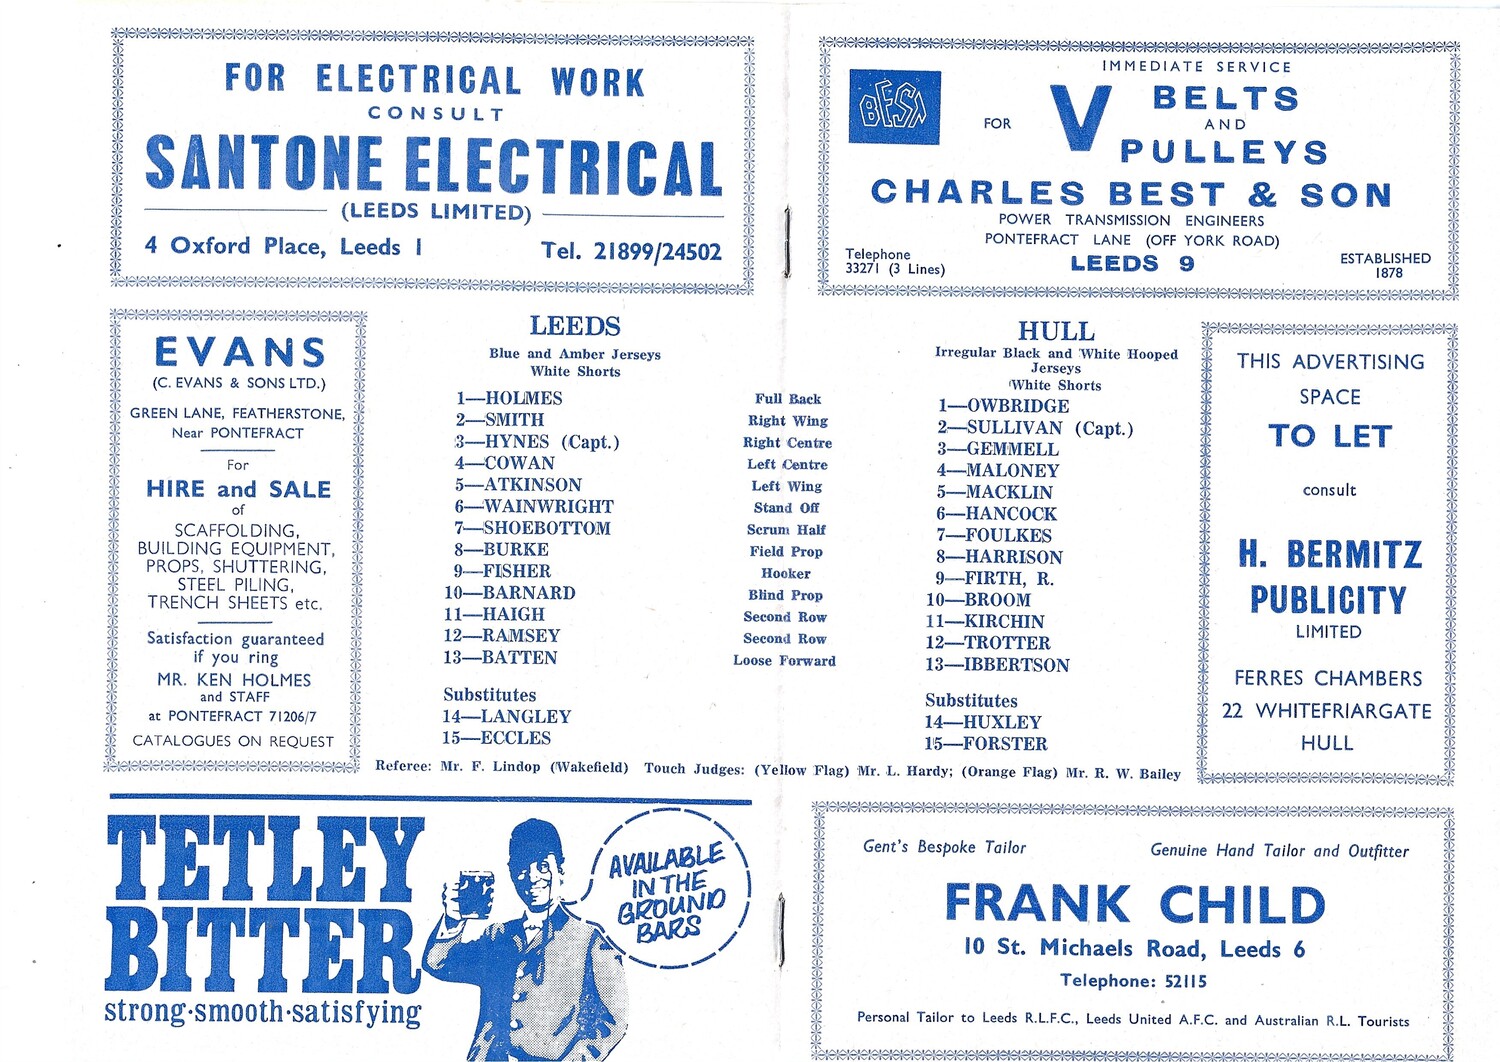 FOR ELECTRICAL WORK
CONSULT
SANTONE ELECTRICAL
(LEEDS LIMITED)
4 Oxford Place, Leeds 1 Tel. 21899/24502
IMMEDIATE SERVICE
BESN
FOR V BELTS
AND
PULLEYS
CHARLES BEST & SON
POWER TRANSMISSION ENGINEERS
PONTEFRACT LANE (OFF YORK ROAD)
LEEDS 9
Telephone
33271 (3 Lines)
ESTABLISHED
1878
EVANS
(C. EVANS & SONS LTD.)
GREEN LANE, FEATHERSTONE,
Near PONTEFRACT
For
HIRE and SALE
of
SCAFFOLDING,
BUILDING EQUIPMENT,
PROPS, SHUTTERING,
STEEL PILING,
TRENCH SHEETS etc.
Satisfaction guaranteed
if you ring
MR. KEN HOLMES
and STAFF
at PONTEFRACT 71206/7
CATALOGUES ON REQUEST
LEEDS
Blue and Amber Jerseys
White Shorts
1—HOLMES
2—SMITH
3—HYNES (Capt.)
4—COWAN
5—ATKINSON
6—WAINWRIGHT
7—SHOEBOTTOM
8—BURKE
9—FISHER
10—BARNARD
11—HAIGH
12—RAMSEY
13—BATTEN
Substitutes
14—LANGLEY
15—ECCLES
Full Back
Right Wing
Right Centre
Left Centre
Left Wing
Stand Off
Scrum Half
Field Prop
Hooker
Blind Prop
Second Row
Second Row
Loose Forward
HULL
Irregular Black and White Hooped
Jerseys
White Shorts
1—OWBRIDGE
2—SULLIVAN (Capt.)
3—GEMMELL
4—MALONEY
5—MACKLIN
6—HANCOCK
7—FOULKES
8—HARRISON
9—FIRTH, R.
10—BROOM
11—KIRCHIN
12—TROTTER
13—IBBERTSON
Substitutes
14—HUXLEY
15—FORSTER
Referee: Mr. F. Lindop (Wakefield) Touch Judges: (Yellow Flag) Mr. L. Hardy; (Orange Flag) Mr. R. W. Bailey
THIS ADVERTISING
SPACE
TO LET
consult
H. BERMITZ
PUBLICITY
LIMITED
FERRES CHAMBERS
22 WHITEFRIARGATE
HULL
TETLEY
BITTER
strong·smooth·satisfying
AVAILABLE
IN THE
GROUND
BARS
Gent's Bespoke Tailor Genuine Hand Tailor and Outfitter
FRANK CHILD
10 St. Michaels Road, Leeds 6
Telephone: 52115
Personal Tailor to Leeds R.L.F.C., Leeds United A.F.C. and Australian R.L. Tourists